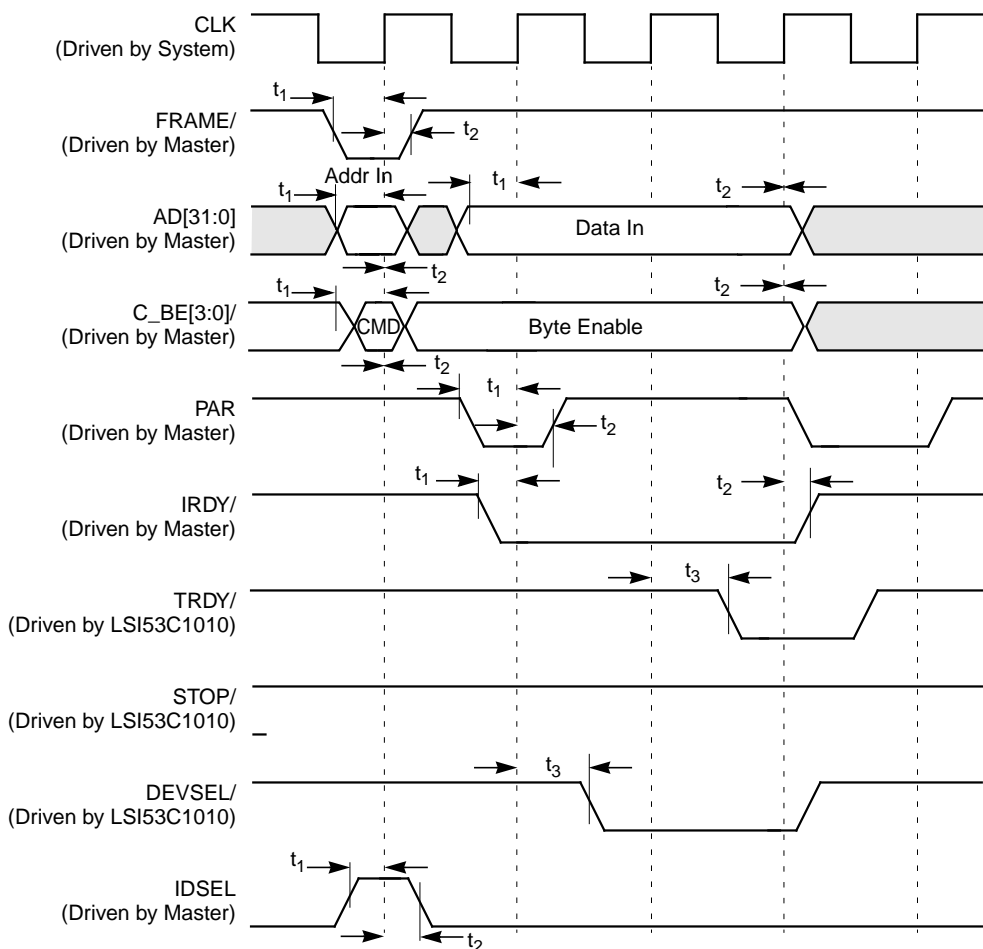 CLK
(Driven by System)
t1
FRAME/
(Driven by Master)
t2
Addr In
t1
t1
t2
AD[31:0]
(Driven by Master)
Data In
t2
t1
t2
C_BE[3:0]/
(Driven by Master)
CMD
Byte Enable
t2
t1
PAR
(Driven by Master)
t2
t1
t2
IRDY/
(Driven by Master)
t3
TRDY/
(Driven by LSI53C1010)
STOP/
(Driven by LSI53C1010)
t3
DEVSEL/
(Driven by LSI53C1010)
t1
IDSEL
(Driven by Master)
t2